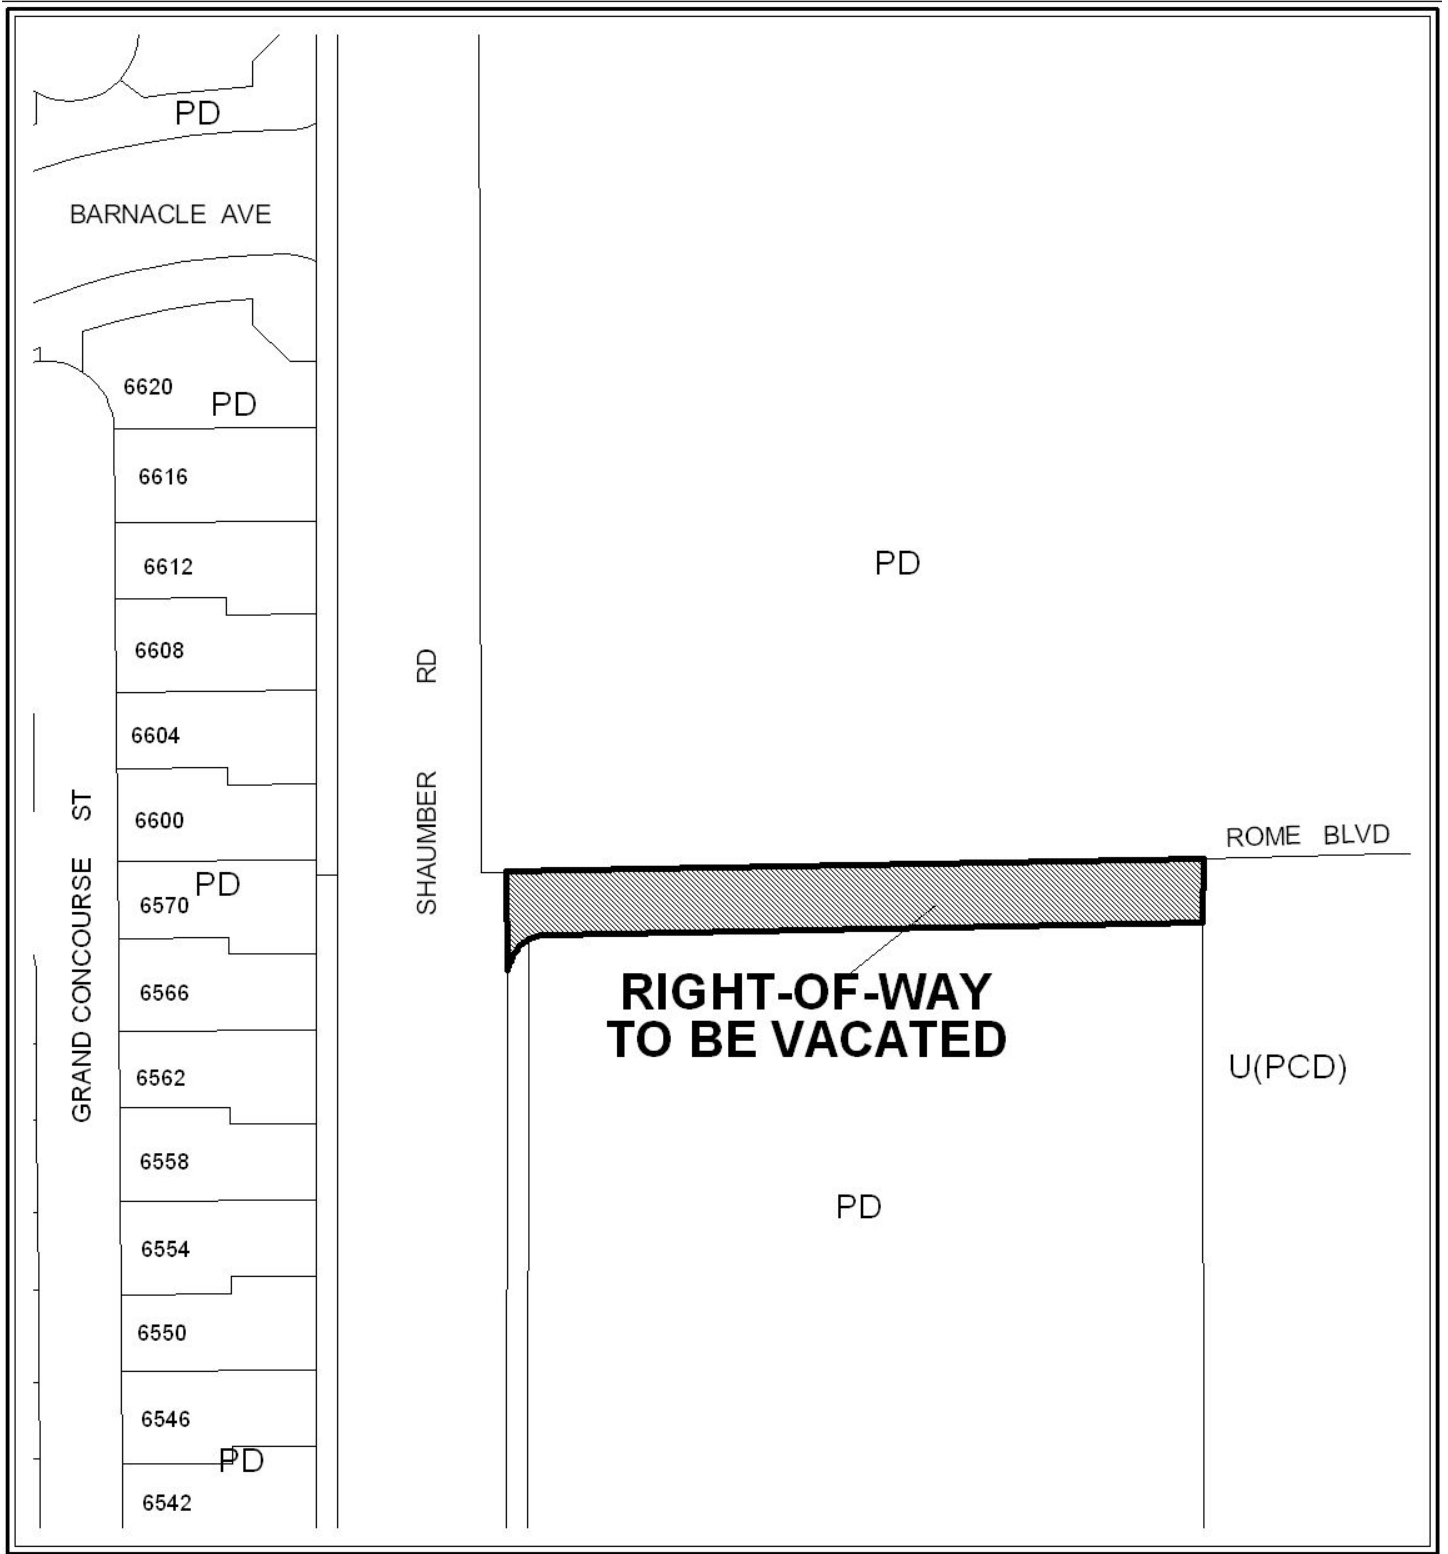 PD
BARNACLE AVE
6620
PD
6616
6612
6608
6604
6600
PD
6570
6566
6562
6558
6554
6550
6546
PD
6542
GRAND CONCOURSE ST
SHAUMBER RD
PD
ROME BLVD
RIGHT-OF-WAY
TO BE VACATED
U(PCD)
PD